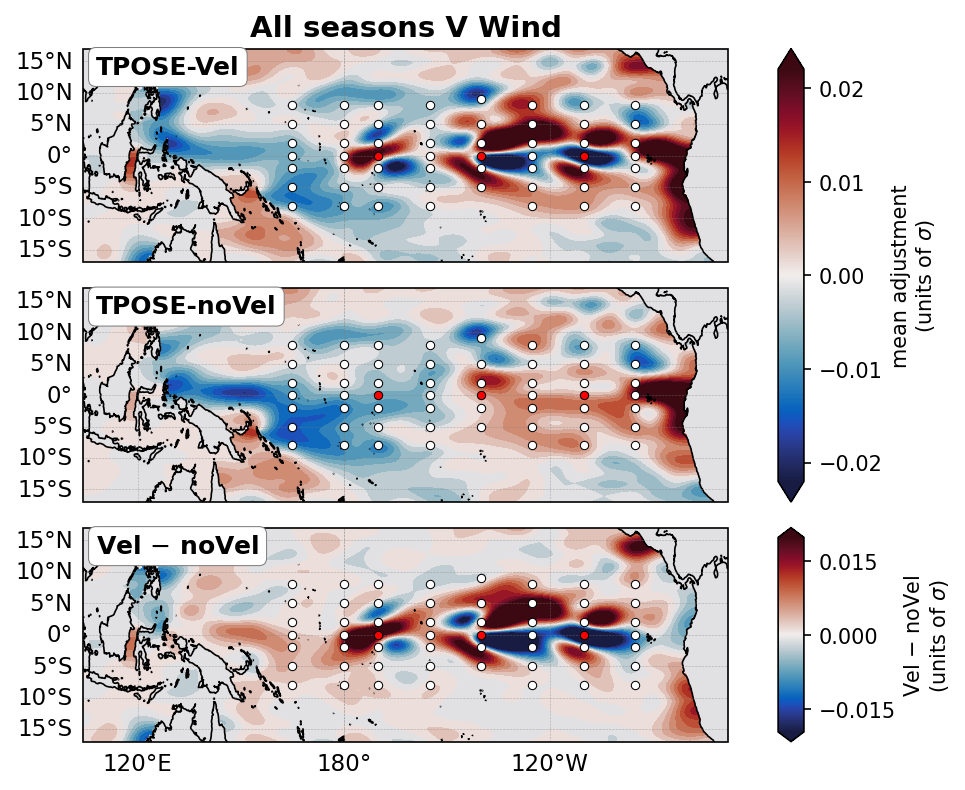 All seasons V Wind
TPOSE-Vel
15°N
10°N
5°N
0°
5°S
10°S
15°S
TPOSE-noVel
15°N
10°N
5°N
0°
5°S
10°S
15°S
Vel − noVel
15°N
10°N
5°N
0°
5°S
10°S
15°S
120°E
180°
120°W
0.02
0.01
0.00
−0.01
−0.02
mean adjustment
(units of σ)
0.015
0.000
−0.015
Vel − noVel
(units of σ)